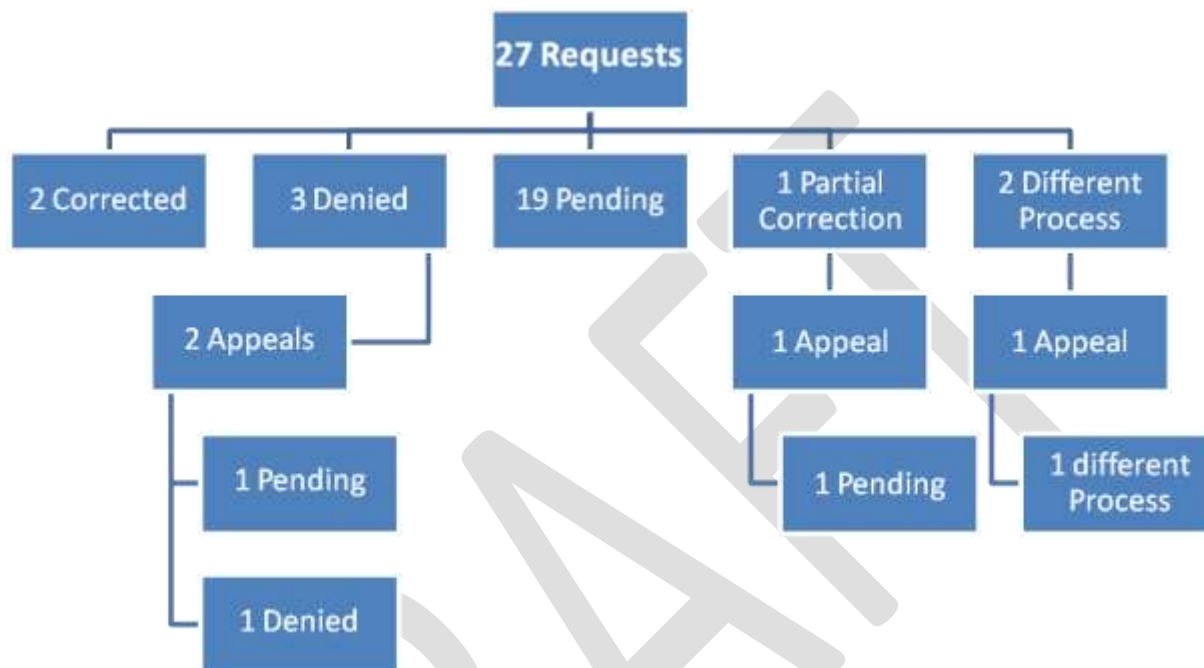 27 Requests
2 Corrected
3 Denied
19 Pending
1 Partial
Correction
2 Different
Process
2 Appeals
1 Appeal
1 Appeal
1 Pending
1 Pending
1 different
Process
1 Denied
DRAFT